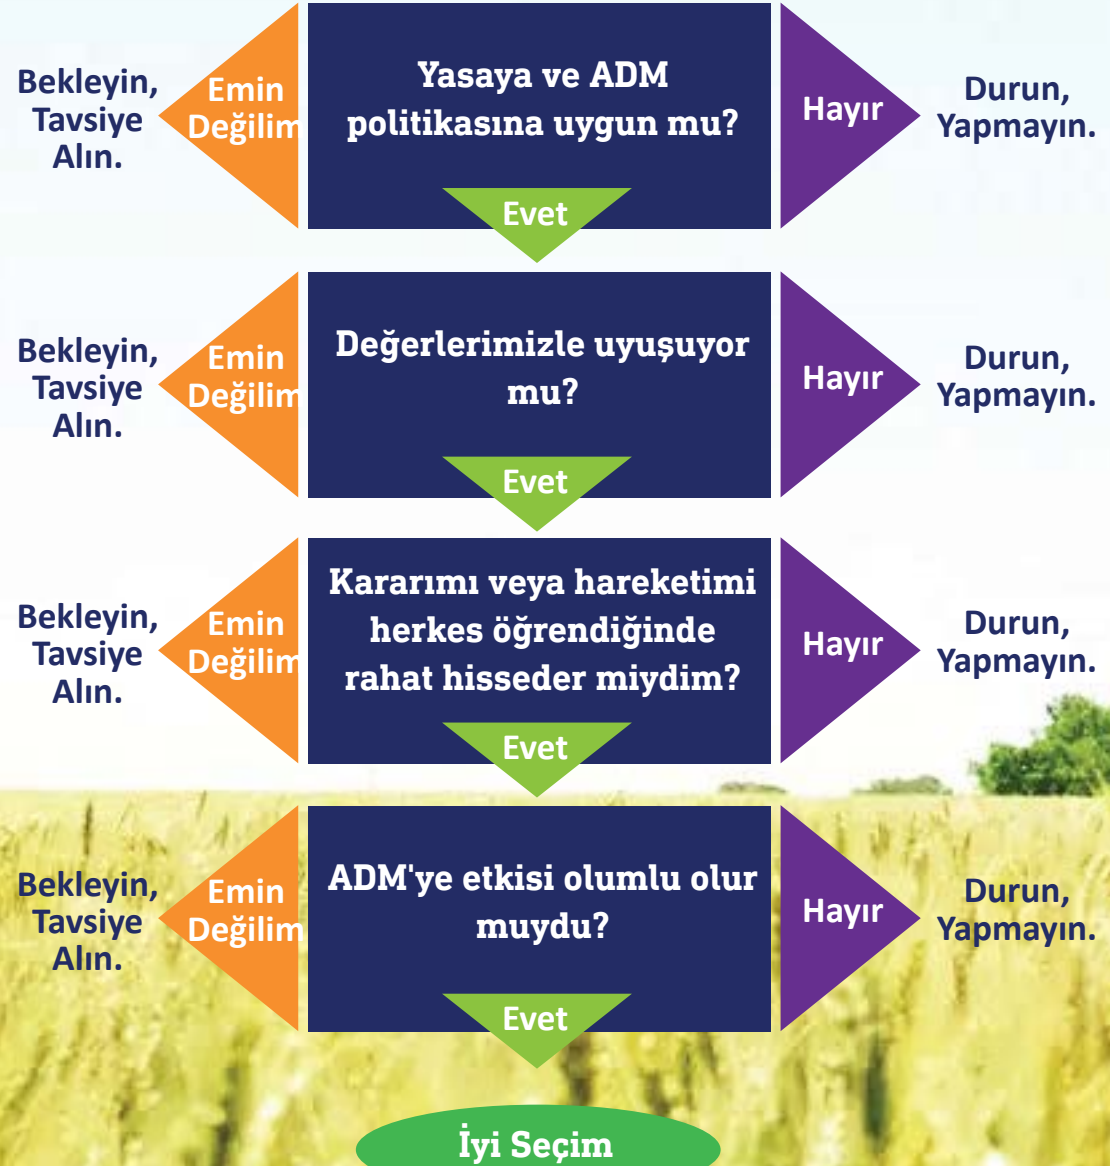 Bekleyin,
Tavsiye
Alın.
Emin
Değilim
Yasaya ve ADM
politikasına uygun mu?
Evet
Hayır
Durun,
Yapmayın.
Bekleyin,
Tavsiye
Alın.
Emin
Değilim
Değerlerimizle uyuşuyor
mu?
Evet
Hayır
Durun,
Yapmayın.
Bekleyin,
Tavsiye
Alın.
Emin
Değilim
Kararımı veya hareketimi
herkes öğrendiğinde
rahat hisseder miydim?
Evet
Hayır
Durun,
Yapmayın.
Bekleyin,
Tavsiye
Alın.
Emin
Değilim
ADM'ye etkisi olumlu olur
muydu?
Evet
Hayır
Durun,
Yapmayın.
İyi Seçim